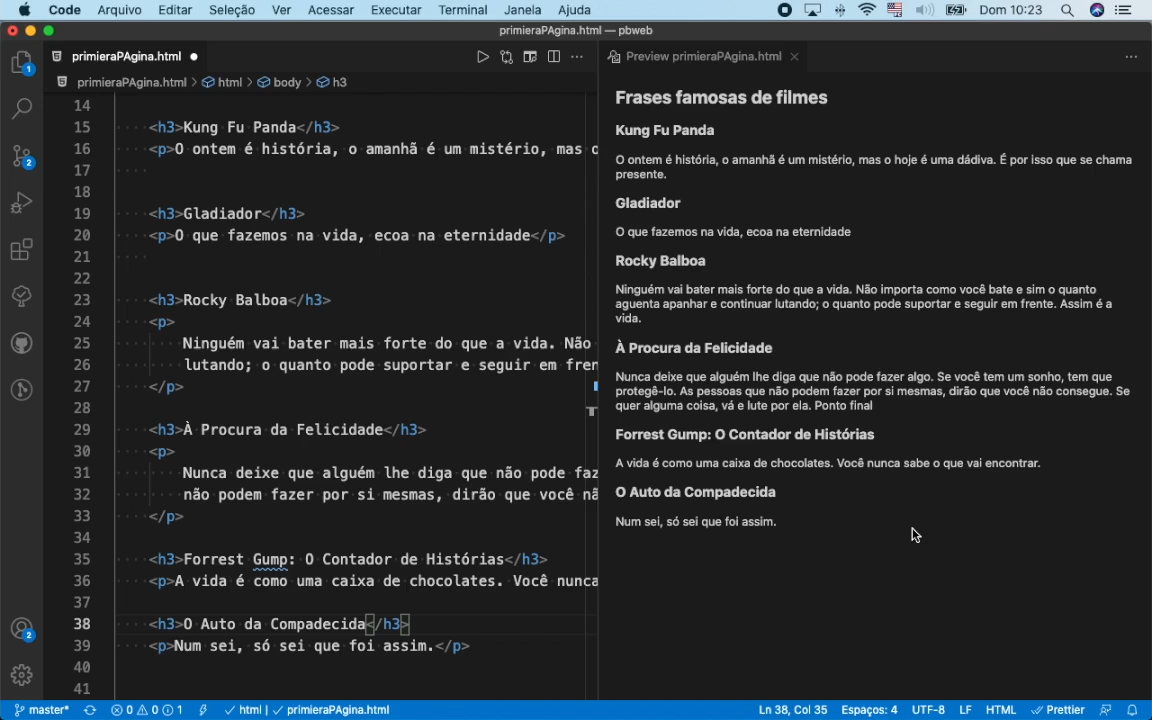 Code Arquivo Editar Seleção Ver Acessar Executar Terminal Janela Ajuda Dom 10:23
primieraPAgina.html — pbweb
primieraPAgina.html
Preview primieraPAgina.html
primieraPAgina.html > html > body > h3
14
15 <h3>Kung Fu Panda</h3>
16 <p>O ontem é história, o amanhã é um mistério, mas o
17
18
19 <h3>Gladiador</h3>
20 <p>O que fazemos na vida, ecoa na eternidade</p>
21
22
23 <h3>Rocky Balboa</h3>
24 <p>
25 Ninguém vai bater mais forte do que a vida. Não
26 lutando; o quanto pode suportar e seguir em fren
27 </p>
28
29 <h3>À Procura da Felicidade</h3>
30 <p>
31 Nunca deixe que alguém lhe diga que não pode faz
32 não podem fazer por si mesmas, dirão que você nã
33 </p>
34
35 <h3>Forrest Gump: O Contador de Histórias</h3>
36 <p>A vida é como uma caixa de chocolates. Você nunca
37
38 <h3>O Auto da Compadecida</h3>
39 <p>Num sei, só sei que foi assim.</p>
40
41
Frases famosas de filmes
Kung Fu Panda
O ontem é história, o amanhã é um mistério, mas o hoje é uma dádiva. É por isso que se chama
presente.
Gladiador
O que fazemos na vida, ecoa na eternidade
Rocky Balboa
Ninguém vai bater mais forte do que a vida. Não importa como você bate e sim o quanto
aguenta apanhar e continuar lutando; o quanto pode suportar e seguir em frente. Assim é a
vida.
À Procura da Felicidade
Nunca deixe que alguém lhe diga que não pode fazer algo. Se você tem um sonho, tem que
protegê-lo. As pessoas que não podem fazer por si mesmas, dirão que você não consegue. Se
quer alguma coisa, vá e lute por ela. Ponto final
Forrest Gump: O Contador de Histórias
A vida é como uma caixa de chocolates. Você nunca sabe o que vai encontrar.
O Auto da Compadecida
Num sei, só sei que foi assim.
1
2
2
master* 0 0 1 html | primieraPAgina.html Ln 38, Col 35 Espaços: 4 UTF-8 LF HTML Prettier